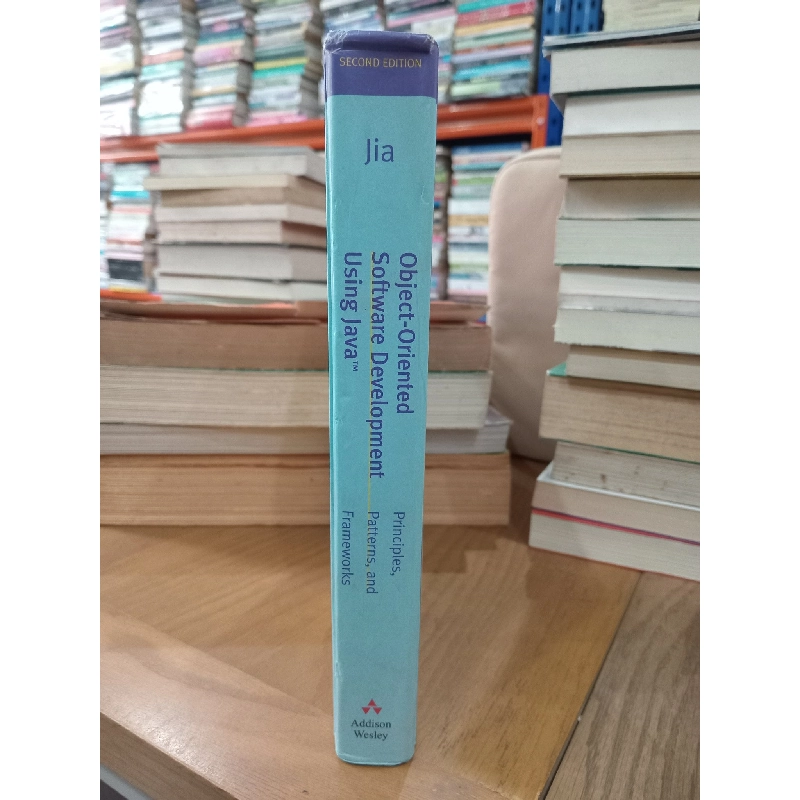 SECOND EDITION
Jia
Object-Oriented
Software Development
Using Java™
Principles,
Patterns, and
Frameworks
Addison
Wesley